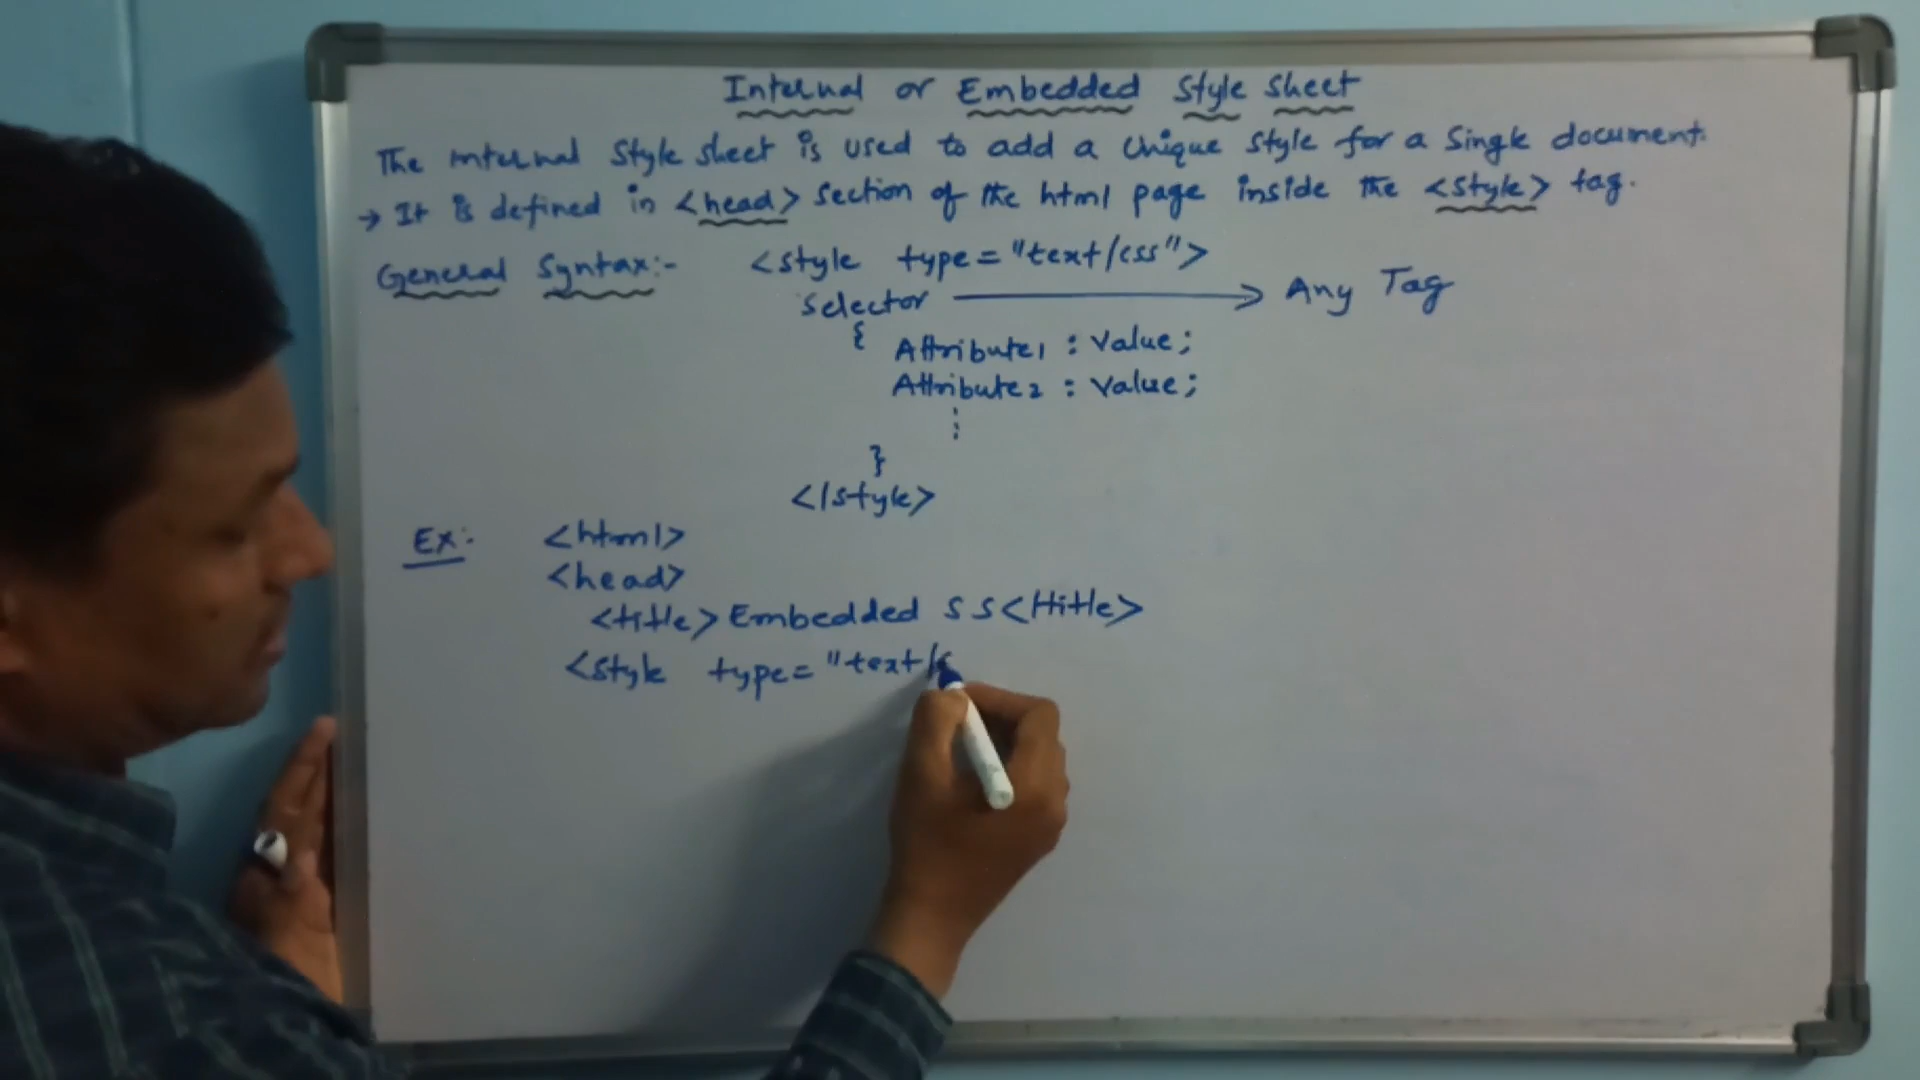 Internal or Embedded Style Sheet
The Internal Style sheet is used to add a Unique Style for a Single document.
→ It is defined in <head> section of the html page inside the <style> tag.
General Syntax:- <style type="text/css">
Selector → Any Tag
{ Attribute1 : Value;
Attribute2 : Value;
⋮
}
</style>
Ex:- <html>
<head>
<title>Embedded SS</title>
<style type="text/c